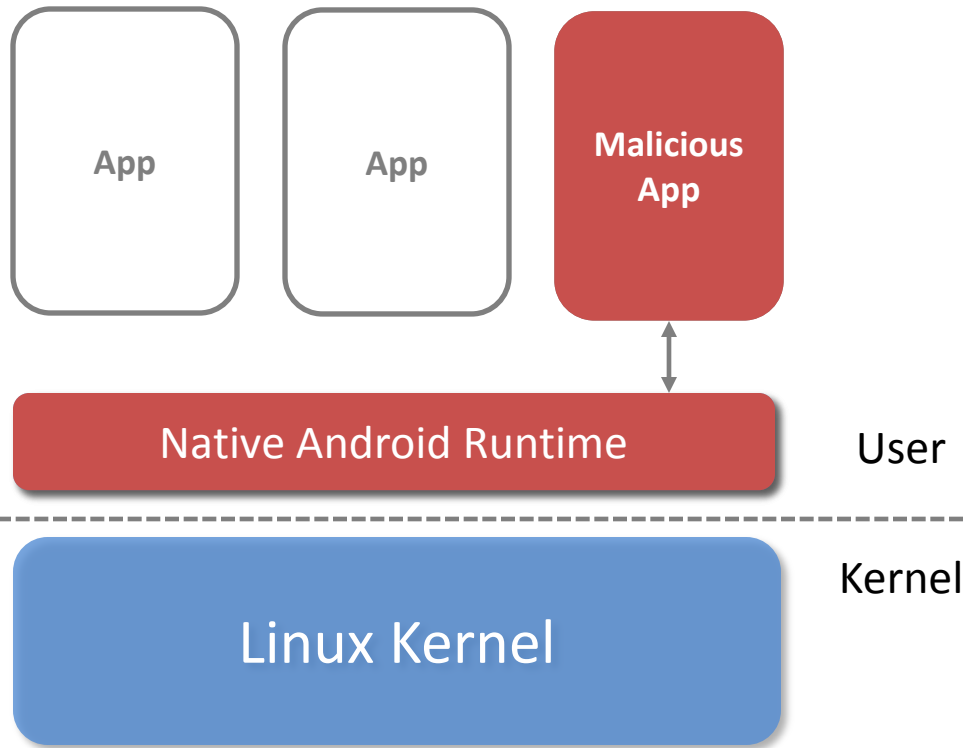 App
App
Malicious
App
Native Android Runtime
User
Kernel
Linux Kernel